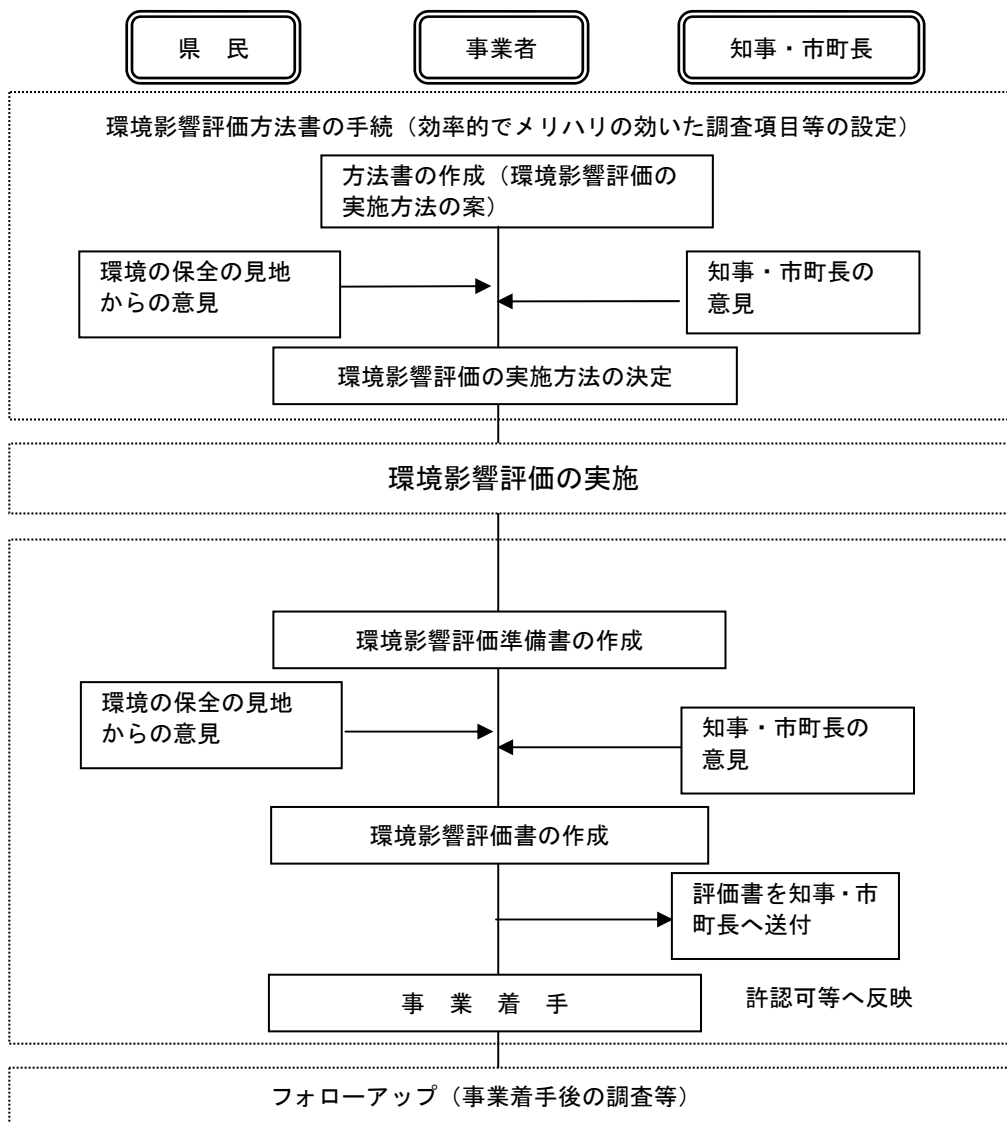 県　民
事業者
知事・市町長
環境影響評価方法書の手続（効率的でメリハリの効いた調査項目等の設定）
方法書の作成（環境影響評価の
実施方法の案）
環境の保全の見地
からの意見
知事・市町長の
意見
環境影響評価の実施方法の決定
環境影響評価の実施
環境影響評価準備書の作成
環境の保全の見地
からの意見
知事・市町長の
意見
環境影響評価書の作成
評価書を知事・市
町長へ送付
事　業　着　手
許認可等へ反映
フォローアップ（事業着手後の調査等）